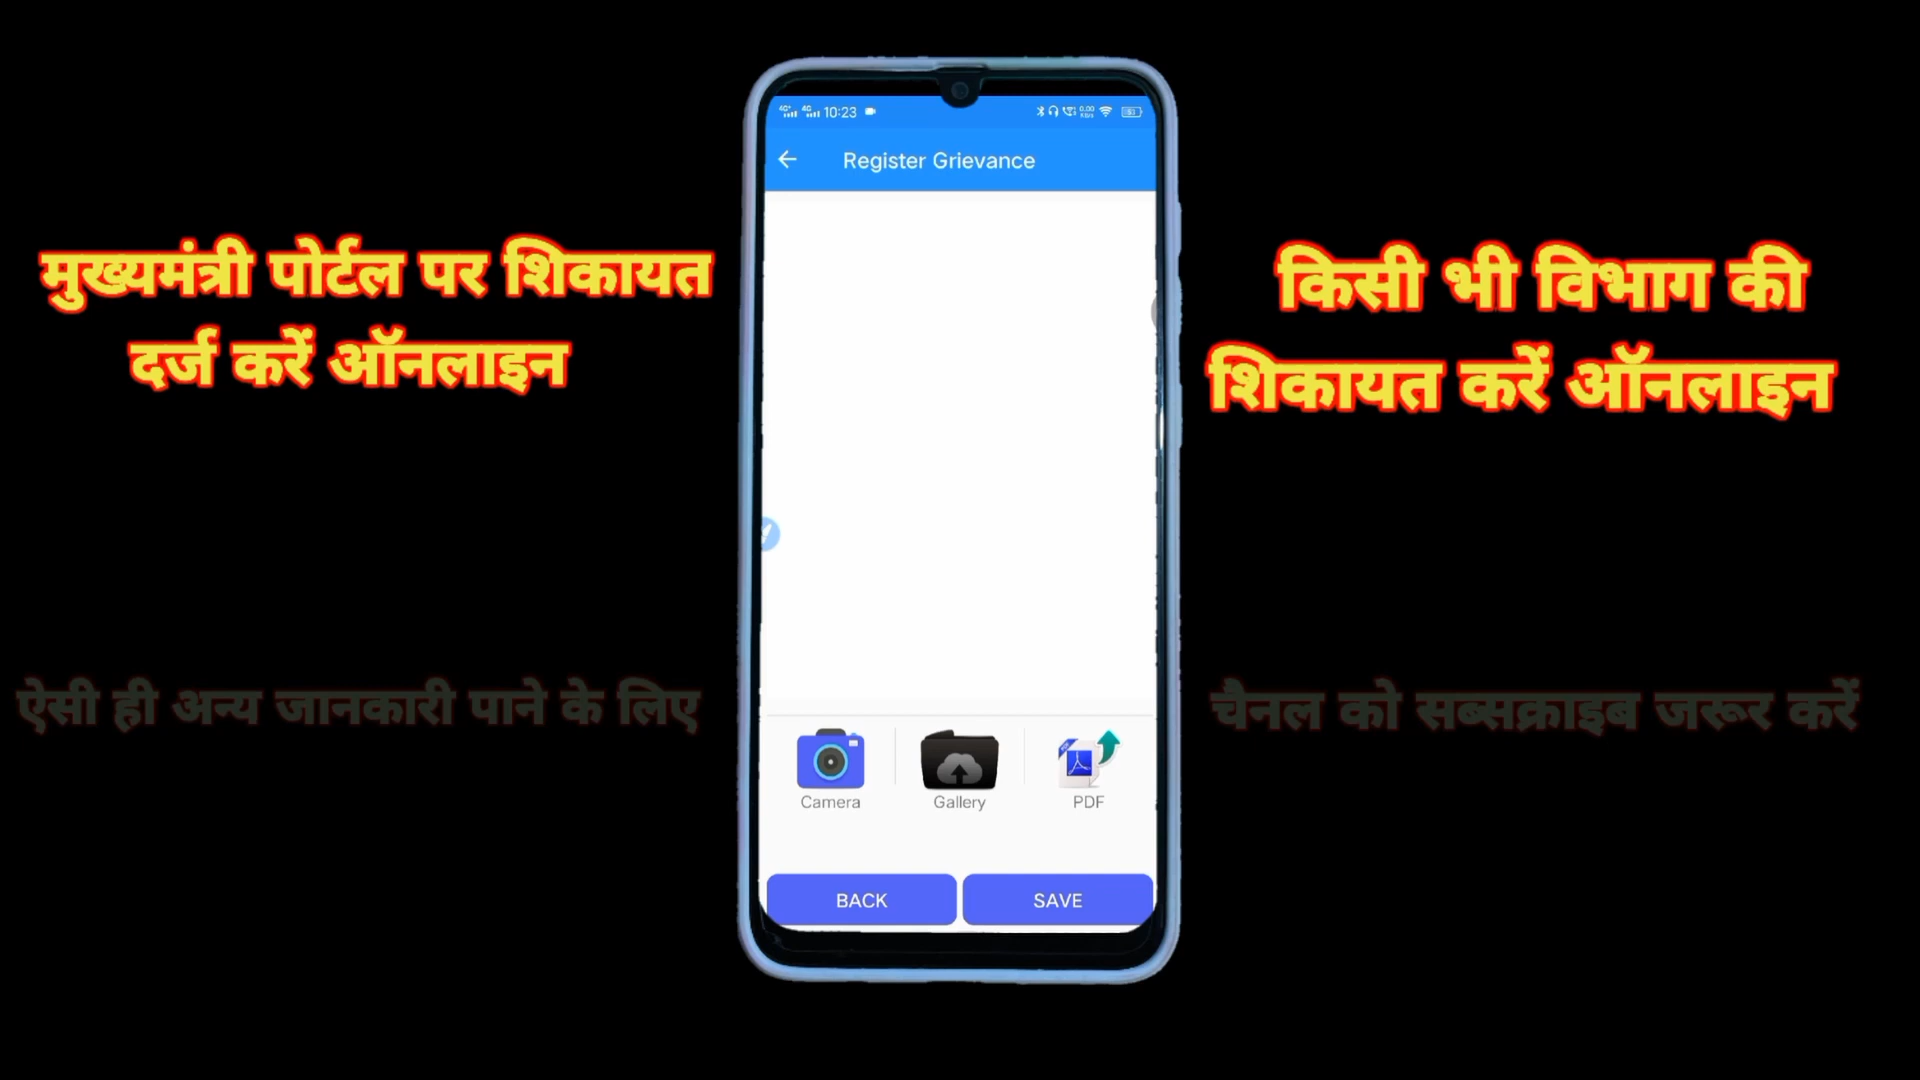 मुख्यमंत्री पोर्टल पर शिकायत
दर्ज करें ऑनलाइन
ऐसी ही अन्य जानकारी पाने के लिए
10:23
Register Grievance
Camera
Gallery
PDF
BACK
SAVE
किसी भी विभाग की
शिकायत करें ऑनलाइन
चैनल को सब्सक्राइब जरूर करें